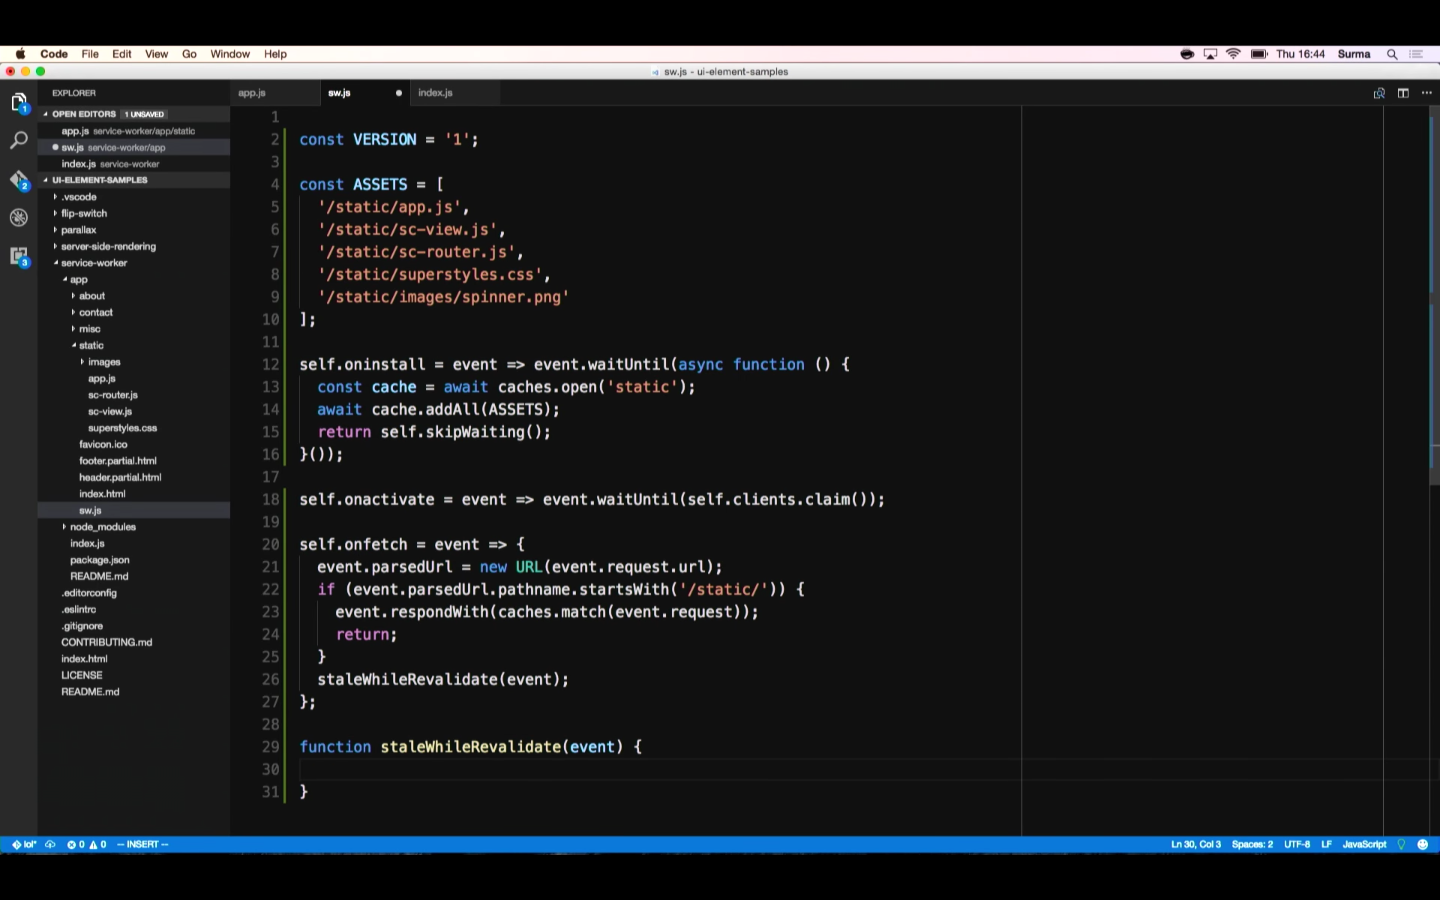 Code File Edit View Go Window Help
Thu 16:44 Surma
sw.js - ui-element-samples
EXPLORER
app.js
sw.js
index.js
OPEN EDITORS 1 UNSAVED
app.js service-worker/app/static
sw.js service-worker/app
index.js service-worker
UI-ELEMENT-SAMPLES
.vscode
flip-switch
parallax
server-side-rendering
service-worker
app
about
contact
misc
static
images
app.js
sc-router.js
sc-view.js
superstyles.css
favicon.ico
footer.partial.html
header.partial.html
index.html
sw.js
node_modules
index.js
package.json
README.md
.editorconfig
.eslintrc
.gitignore
CONTRIBUTING.md
index.html
LICENSE
README.md
1
2
3
1
2 const VERSION = '1';
3
4 const ASSETS = [
5 '/static/app.js',
6 '/static/sc-view.js',
7 '/static/sc-router.js',
8 '/static/superstyles.css',
9 '/static/images/spinner.png'
10 ];
11
12 self.oninstall = event => event.waitUntil(async function () {
13 const cache = await caches.open('static');
14 await cache.addAll(ASSETS);
15 return self.skipWaiting();
16 }());
17
18 self.onactivate = event => event.waitUntil(self.clients.claim());
19
20 self.onfetch = event => {
21 event.parsedUrl = new URL(event.request.url);
22 if (event.parsedUrl.pathname.startsWith('/static/')) {
23 event.respondWith(caches.match(event.request));
24 return;
25 }
26 staleWhileRevalidate(event);
27 };
28
29 function staleWhileRevalidate(event) {
30
31 }
lol* 0 0 -- INSERT --
Ln 30, Col 3 Spaces: 2 UTF-8 LF JavaScript